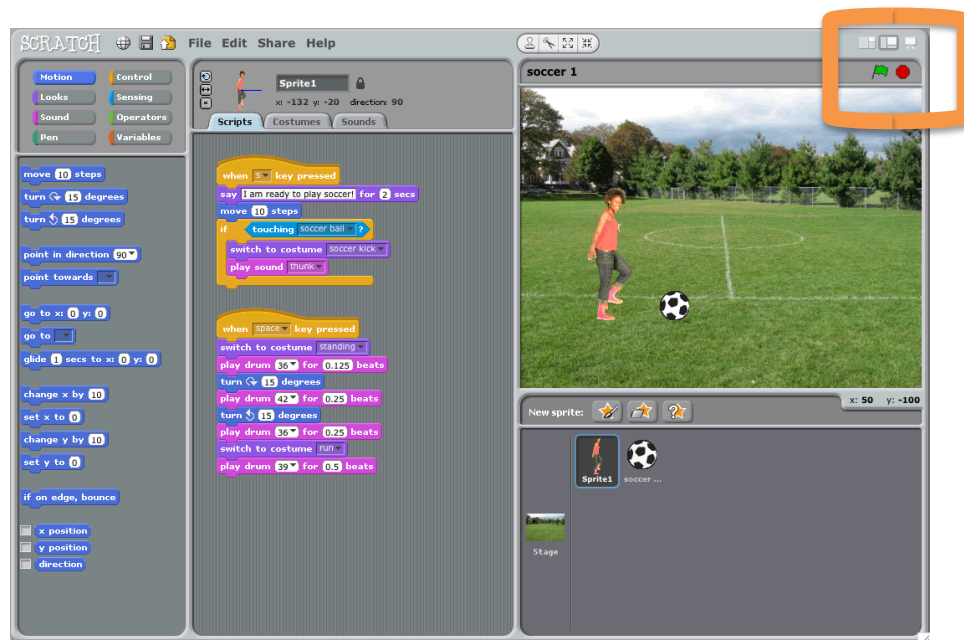 SCRATCH File Edit Share Help
Motion Control
Looks Sensing
Sound Operators
Pen Variables
move 10 steps
turn 15 degrees
turn 15 degrees
point in direction 90
point towards
go to x: 0 y: 0
go to
glide 1 secs to x: 0 y: 0
change x by 10
set x to 0
change y by 10
set y to 0
if on edge, bounce
x position
y position
direction
Sprite1
x: -132 y: -20 direction: 90
Scripts Costumes Sounds
when s key pressed
say I am ready to play soccer! for 2 secs
move 10 steps
if touching soccer ball ?
switch to costume soccer kick
play sound thunk
when space key pressed
switch to costume standing
play drum 36 for 0.125 beats
turn 15 degrees
play drum 42 for 0.25 beats
turn 15 degrees
play drum 36 for 0.25 beats
switch to costume run
play drum 39 for 0.5 beats
soccer 1
x: 50 y: -100
New sprite:
Sprite1 soccer ...
Stage